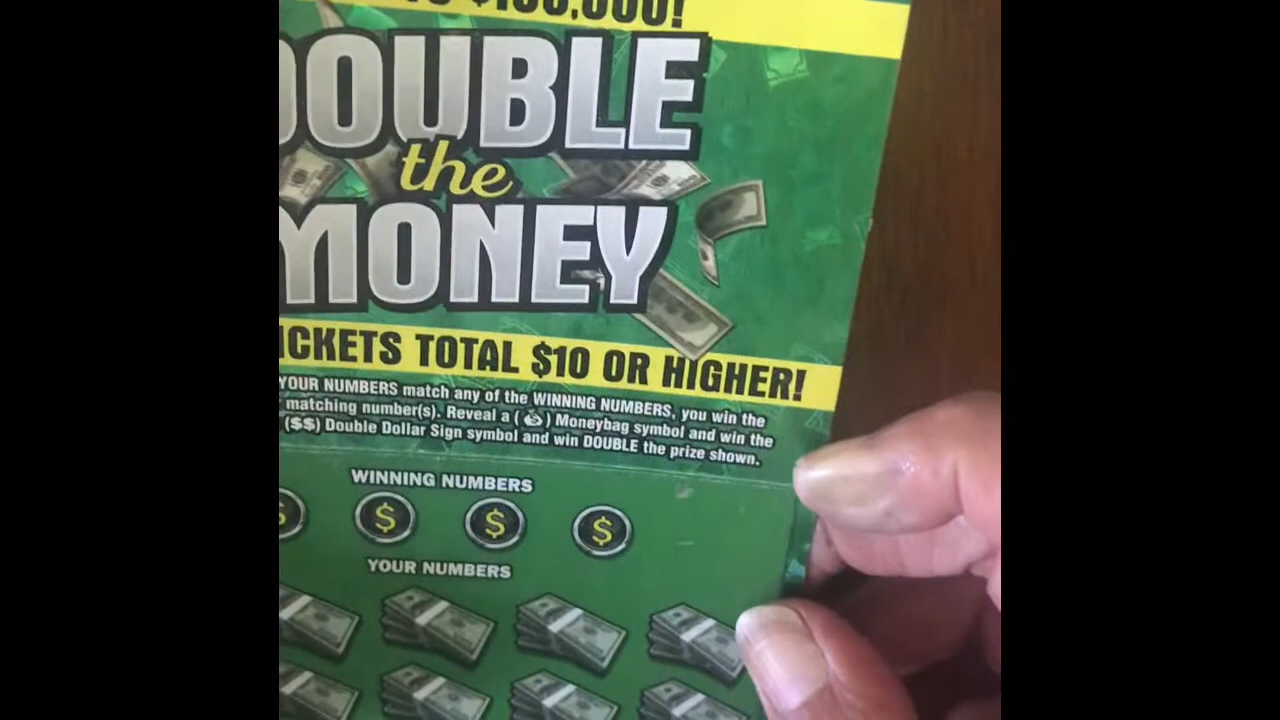 DOUBLE
the
MONEY
TICKETS TOTAL $10 OR HIGHER!
YOUR NUMBERS match any of the WINNING NUMBERS, you win the
matching number(s). Reveal a ( ) Moneybag symbol and win the
($$) Double Dollar Sign symbol and win DOUBLE the prize shown.
WINNING NUMBERS
$ $ $ $
YOUR NUMBERS